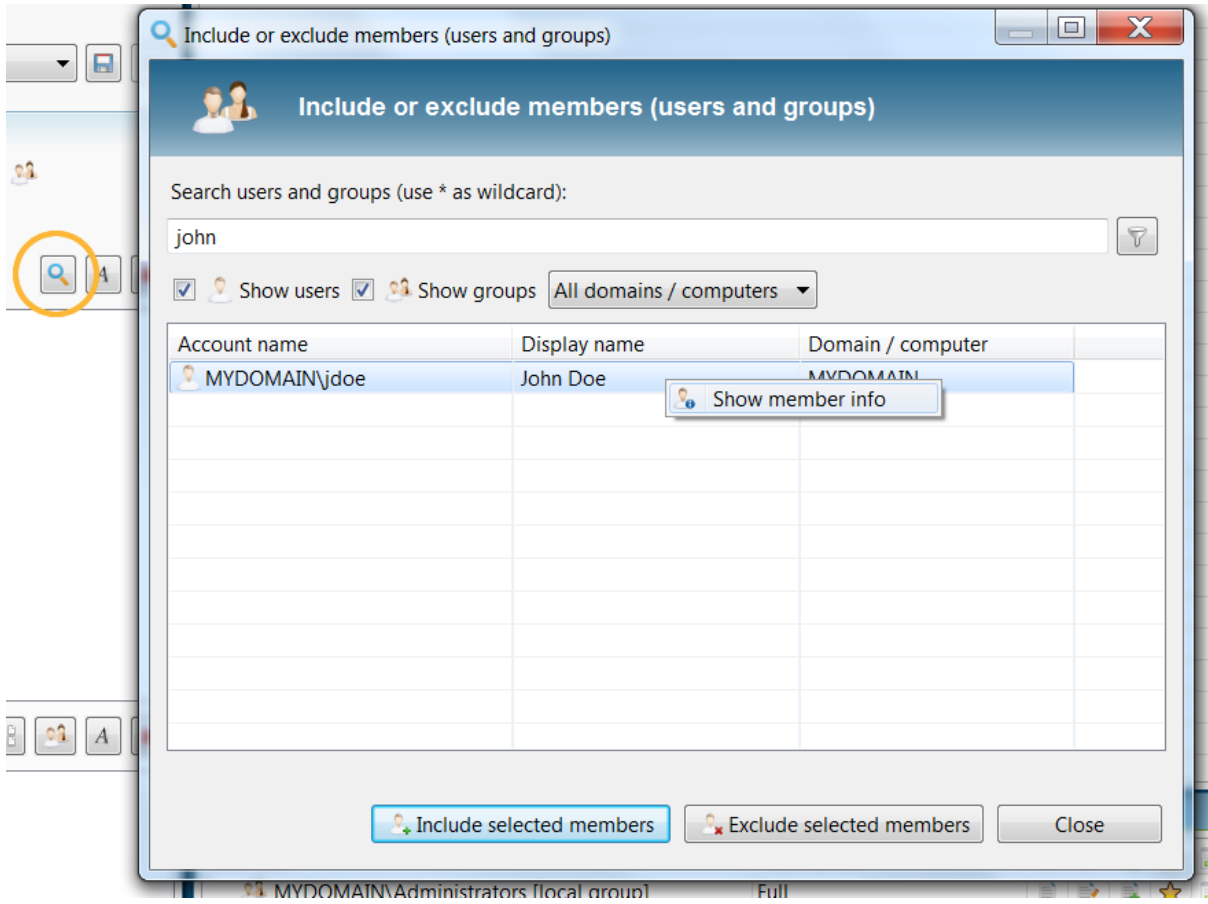 Include or exclude members (users and groups)
Include or exclude members (users and groups)
Search users and groups (use * as wildcard):
john
A
Show users Show groups All domains / computers
Account name Display name Domain / computer
MYDOMAIN\jdoe John Doe MYDOMAIN
Show member info
A
Include selected members Exclude selected members Close
MYDOMAIN\Administrators [local group] Full